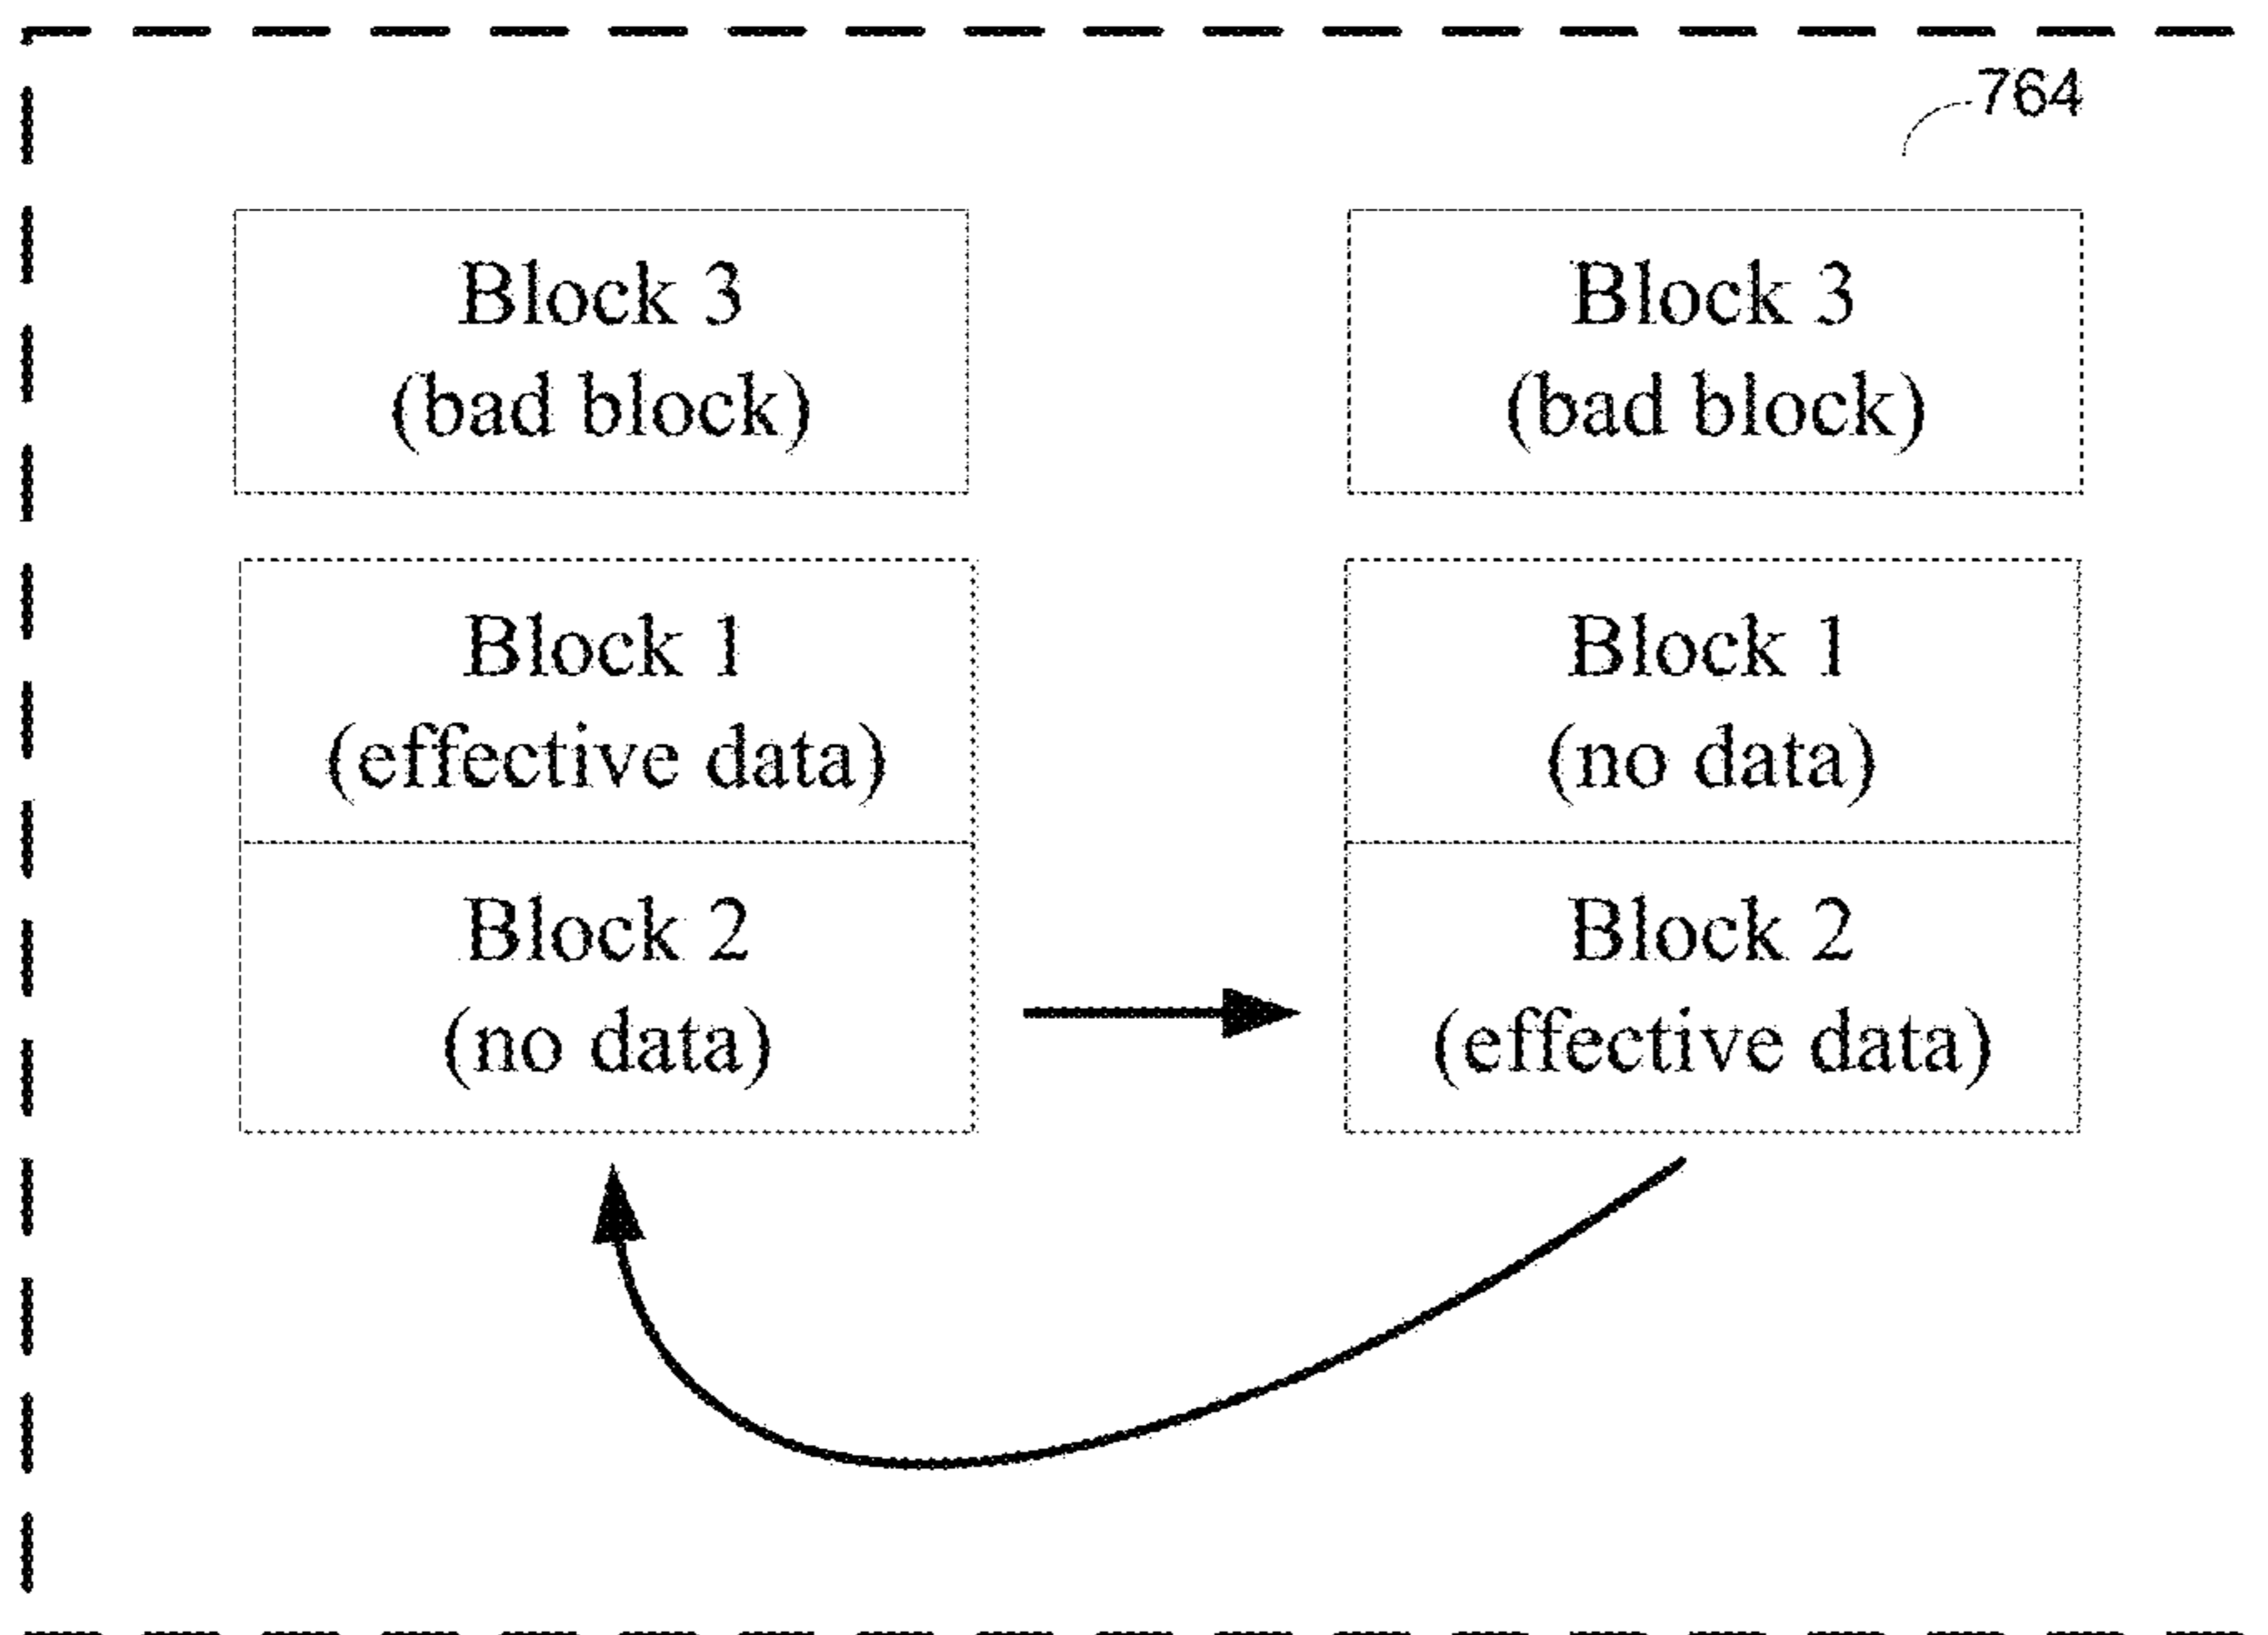 764
Block 3
(bad block)
Block 3
(bad block)
Block 1
(effective data)
Block 2
(no data)
Block 1
(no data)
Block 2
(effective data)